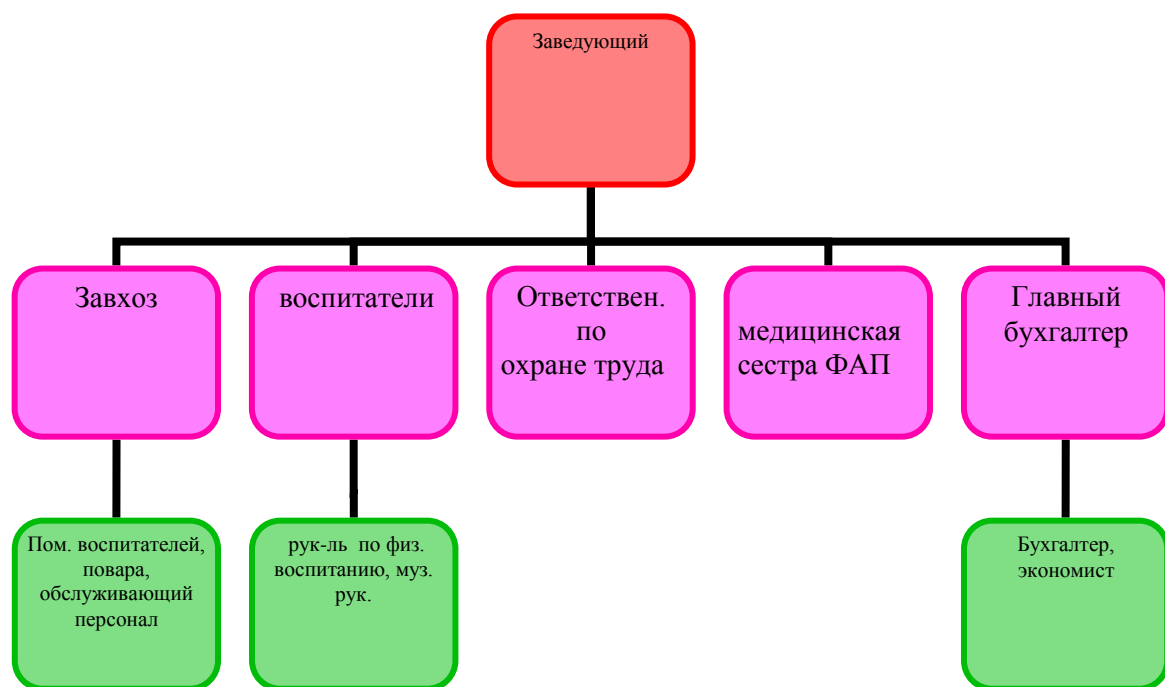 Заведующий
Завхоз
воспитатели
Ответствен.
по
охране труда
медицинская
сестра ФАП
Главный
бухгалтер
Пом. воспитателей,
повара,
обслуживающий
персонал
рук-ль по физ.
воспитанию, муз.
рук.
Бухгалтер,
экономист